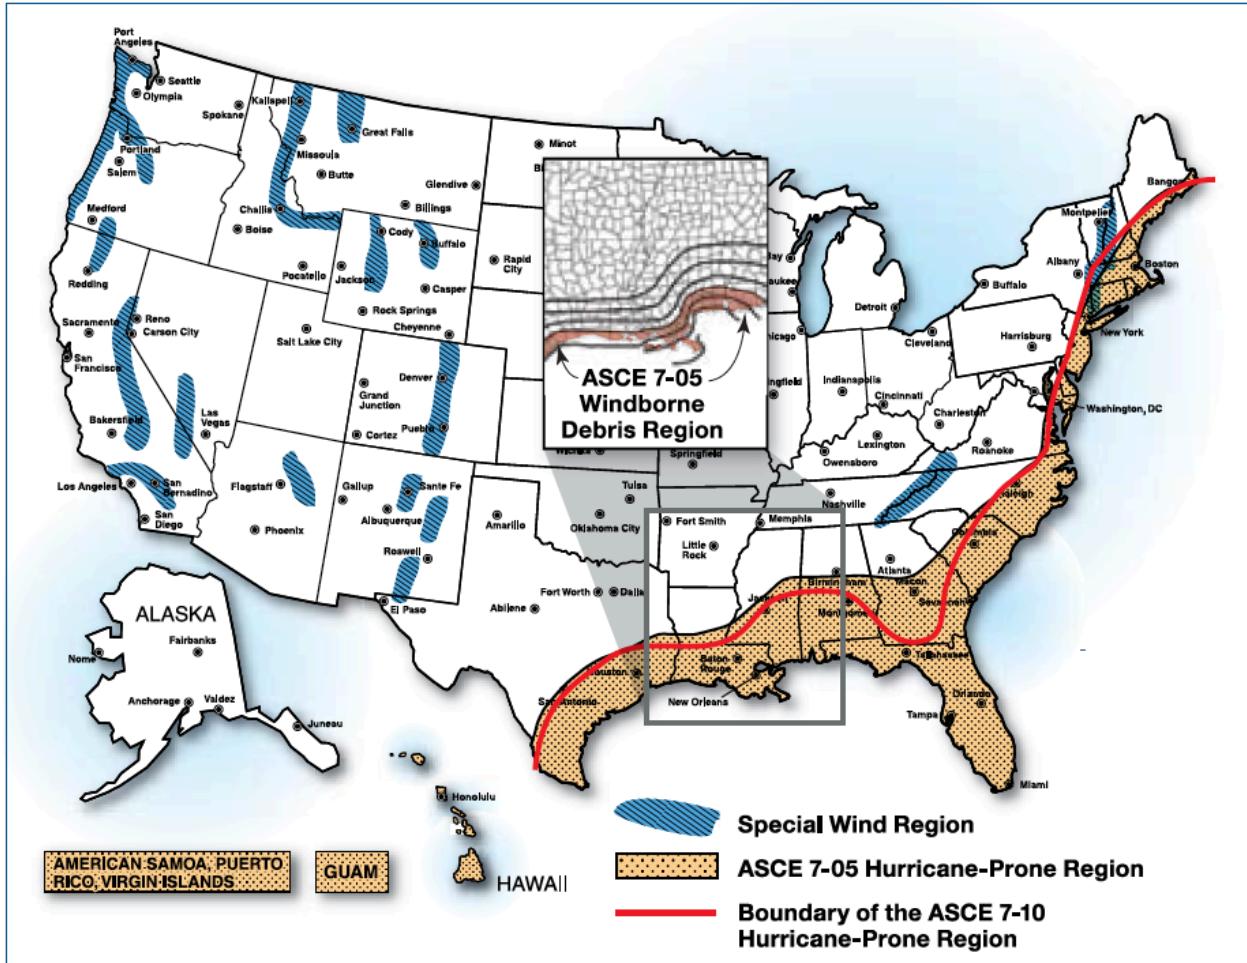 Port
Angeles
Seattle
Olympia
Spokane
Kalispell
Great Falls
Portland
Salem
Missoula
Butte
Glendive
Minot
Medford
Challis
Boise
Billings
Cody
Buffalo
Rapid
City
Redding
Pocatello
Jackson
Casper
Rock Springs
Cheyenne
Sacramento
Reno
Carson City
Salt Lake City
San
Francisco
Denver
Grand
Junction
Pueblo
Cortez
Bakersfield
Las
Vegas
Los Angeles
San
Bernadino
San
Diego
Flagstaff
Phoenix
Gallup
Sante Fe
Albuquerque
Roswell
El Paso
Amarillo
Abilene
Fort Worth
Dalla
Tulsa
Oklahoma City
Wichita
Springfield
Fort Smith
Little
Rock
Memphis
Nashville
Owensboro
Lexington
Charleston
Roanoke
Indianapolis
Cincinnati
Cleveland
Detroit
Harrisburg
Buffalo
Albany
Montpelier
Bangor
Boston
New York
Washington, DC
Columbia
Atlanta
Macon
Savannah
Birmingham
Baton
Rouge
New Orleans
Houston
San Antonio
Tallahassee
Orlando
Tampa
Miami
ASCE 7-05
Windborne
Debris Region
ALASKA
Fairbanks
Nome
Anchorage
Valdez
Juneau
Honolulu
HAWAII
AMERICAN SAMOA, PUERTO
RICO, VIRGIN ISLANDS
GUAM
Special Wind Region
ASCE 7-05 Hurricane-Prone Region
Boundary of the ASCE 7-10
Hurricane-Prone Region